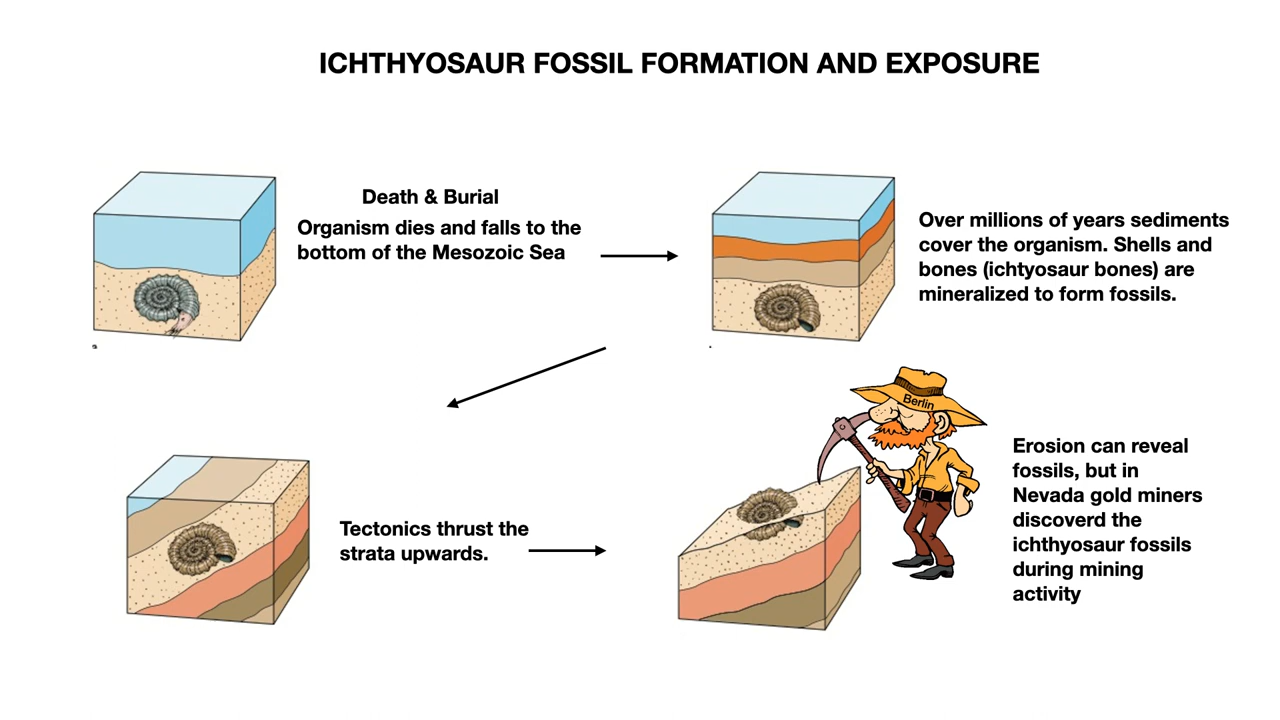 ICHTHYOSAUR FOSSIL FORMATION AND EXPOSURE
Death & Burial
Organism dies and falls to the
bottom of the Mesozoic Sea
Over millions of years sediments
cover the organism. Shells and
bones (ichtyosaur bones) are
mineralized to form fossils.
Tectonics thrust the
strata upwards.
Berlin
Erosion can reveal
fossils, but in
Nevada gold miners
discoverd the
ichthyosaur fossils
during mining
activity